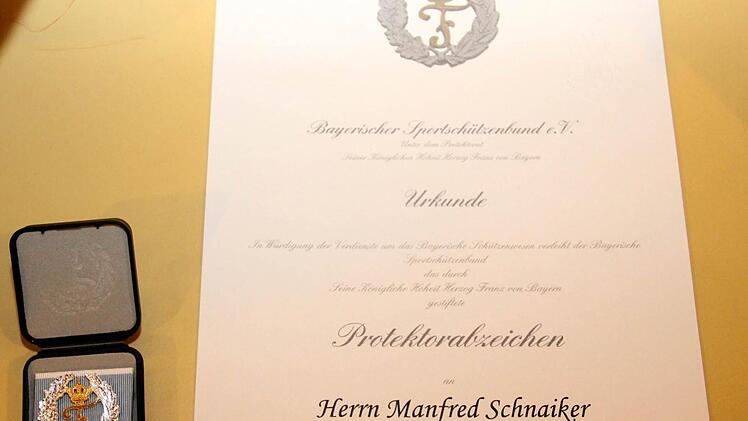 Bayerischer Sportschützenbund e.V.
Unter dem Protektorat
Seiner Königlichen Hoheit Herzog Franz von Bayern
Urkunde
In Würdigung der Verdienste um das Bayerische Schützenwesen verleiht der Bayerische
Sportschützenbund
das durch
Seine Königliche Hoheit Herzog Franz von Bayern
gestiftete
Protektorabzeichen
an
Herrn Manfred Schnaiker